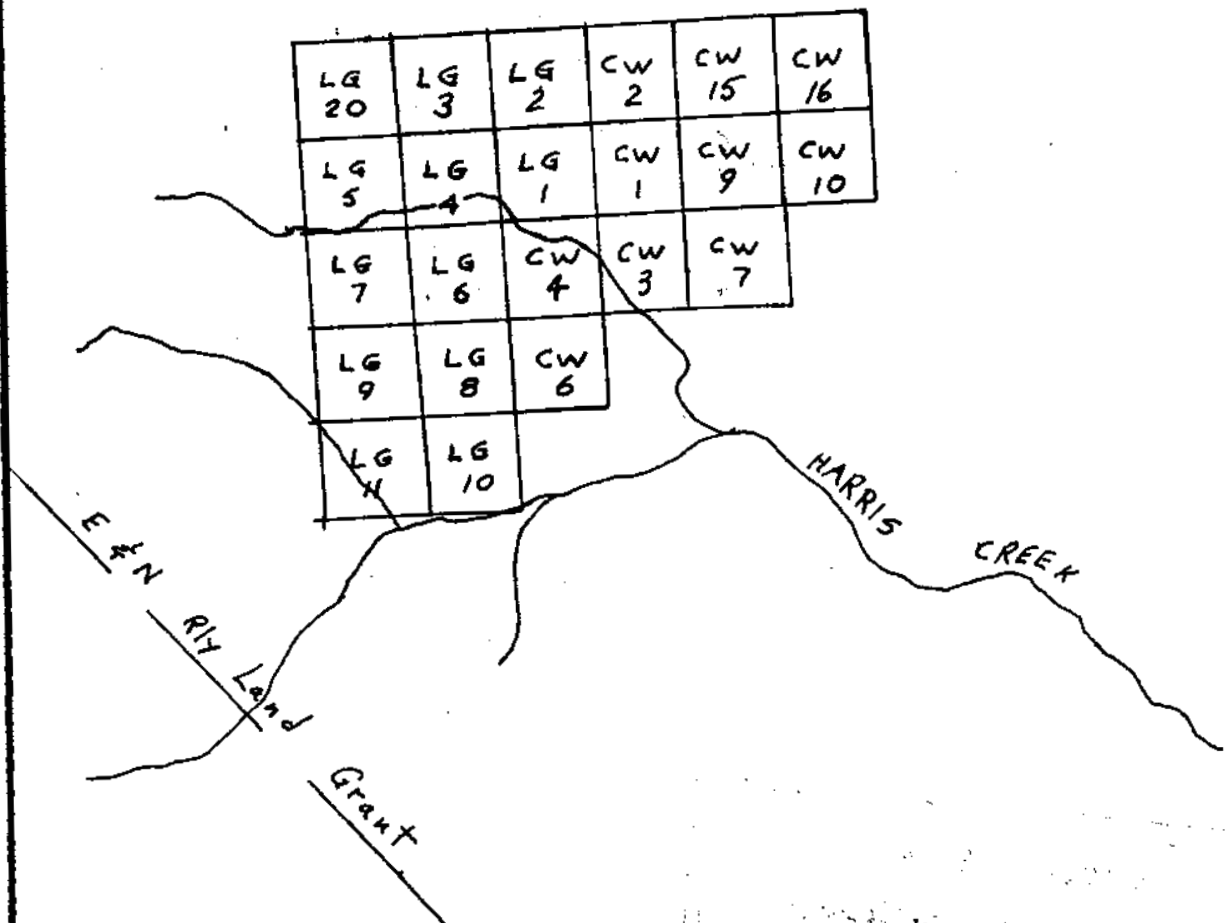 LG LG LG CW CW CW
20 3 2 2 15 16
LG LG LG CW CW CW
5 4 1 1 9 10
LG LG CW CW CW
7 6 4 3 7
LG LG CW
9 8 6
LG LG
11 10
HARRIS CREEK
E & N Rly Land Grant